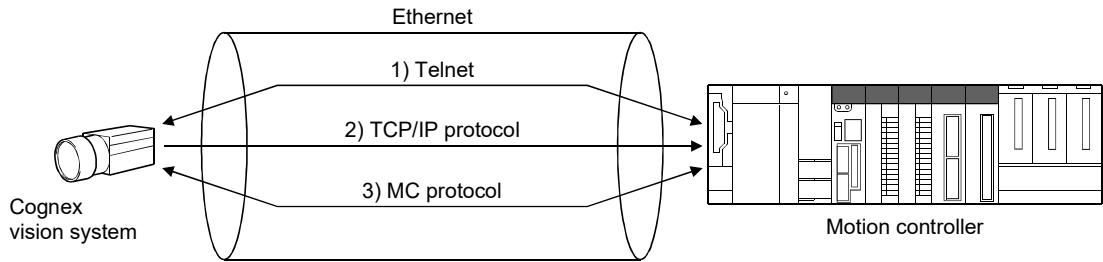 Ethernet
1) Telnet
2) TCP/IP protocol
3) MC protocol
Cognex
vision system
Motion controller